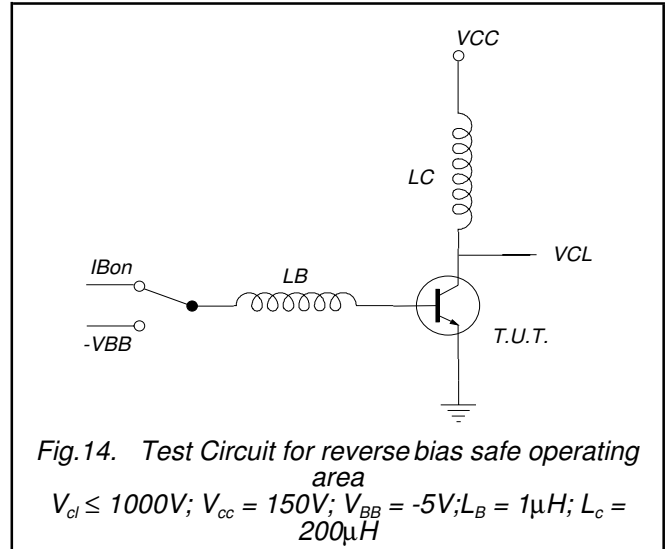 VCC
LC
IBon
LB
VCL
-VBB
T.U.T.
Fig.14. Test Circuit for reverse bias safe operating
area
Vcl ≤ 1000V; Vcc = 150V; VBB = -5V;LB = 1μH; Lc =
200μH